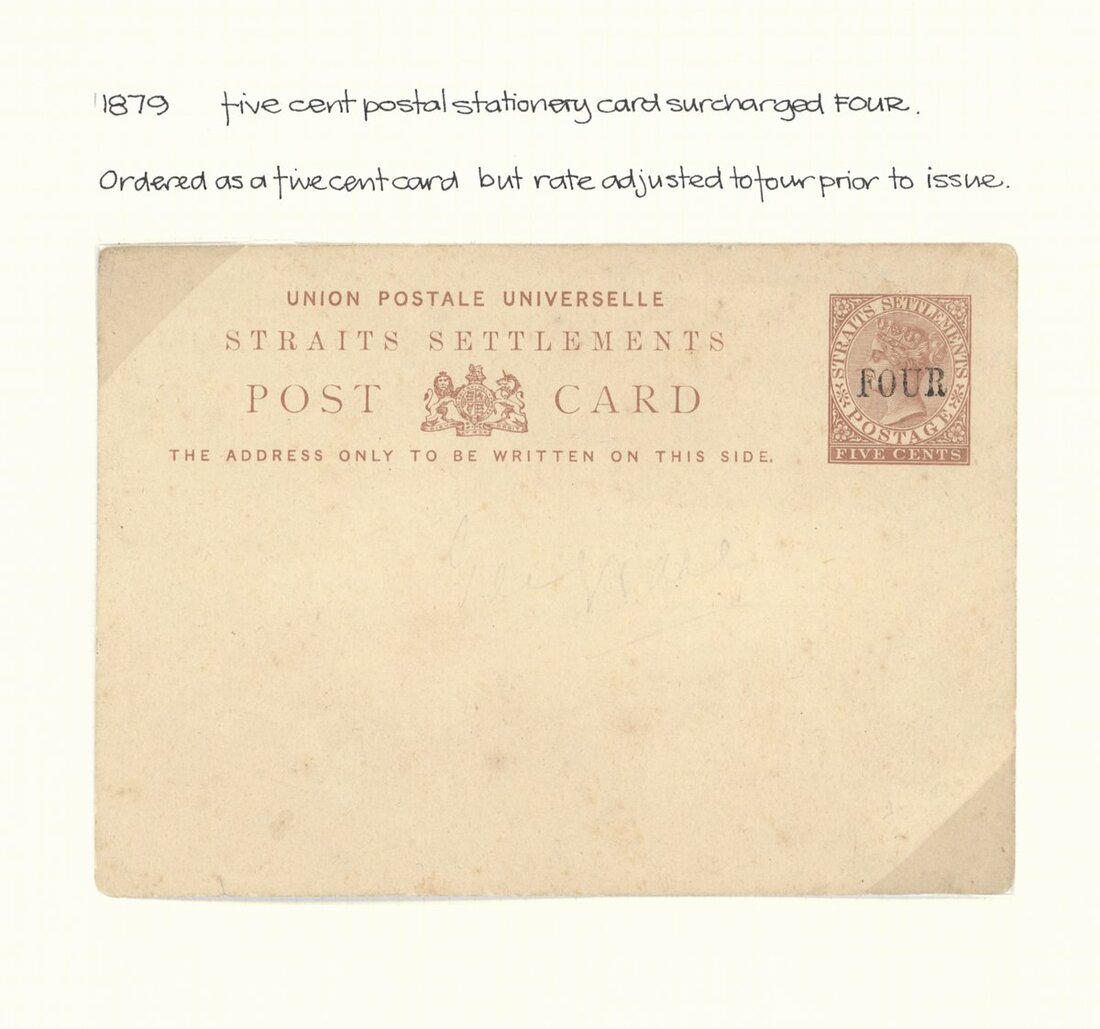 1879 five cent postal stationery card surcharged FOUR.
Ordered as a five cent card but rate adjusted to four prior to issue.
UNION POSTALE UNIVERSELLE
STRAITS SETTLEMENTS
POST CARD
THE ADDRESS ONLY TO BE WRITTEN ON THIS SIDE.
STRAITS SETTLEMENTS
FOUR
POSTAGE
FIVE CENTS